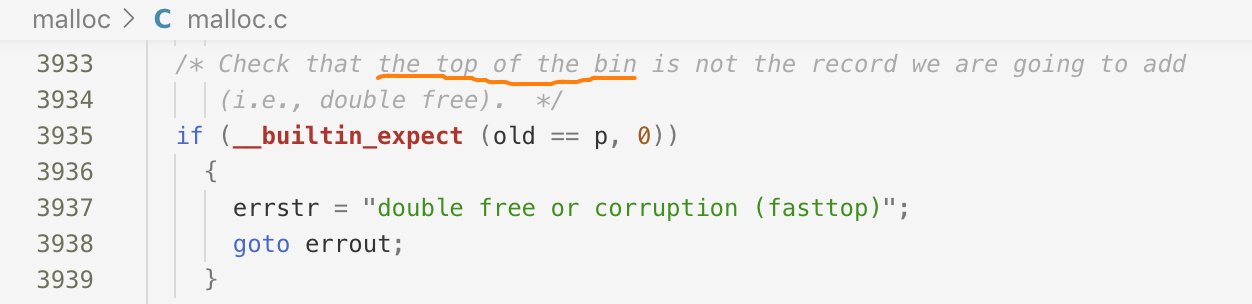 malloc > C malloc.c
3933 /* Check that the top of the bin is not the record we are going to add
3934 (i.e., double free).  */
3935 if (__builtin_expect (old == p, 0))
3936 {
3937 errstr = "double free or corruption (fasttop)";
3938 goto errout;
3939 }